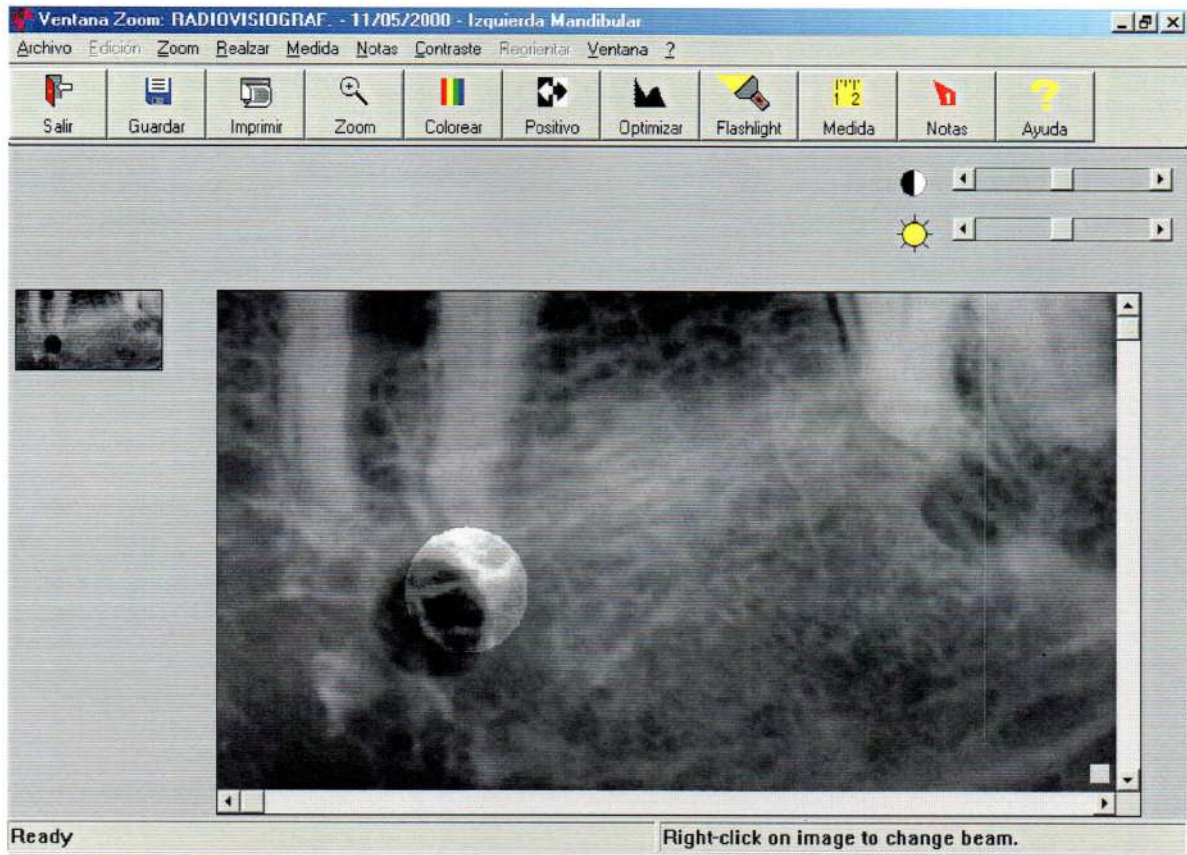 Ventana Zoom: RADIOVISIOGRAF. - 11/05/2000 - Izquierda Mandibular
Archivo Edición Zoom Realzar Medida Notas Contraste Reorientar Ventana ?
1 2
1
?
Salir Guardar Imprimir Zoom Colorear Positivo Optimizar Flashlight Medida Notas Ayuda
Ready Right-click on image to change beam.